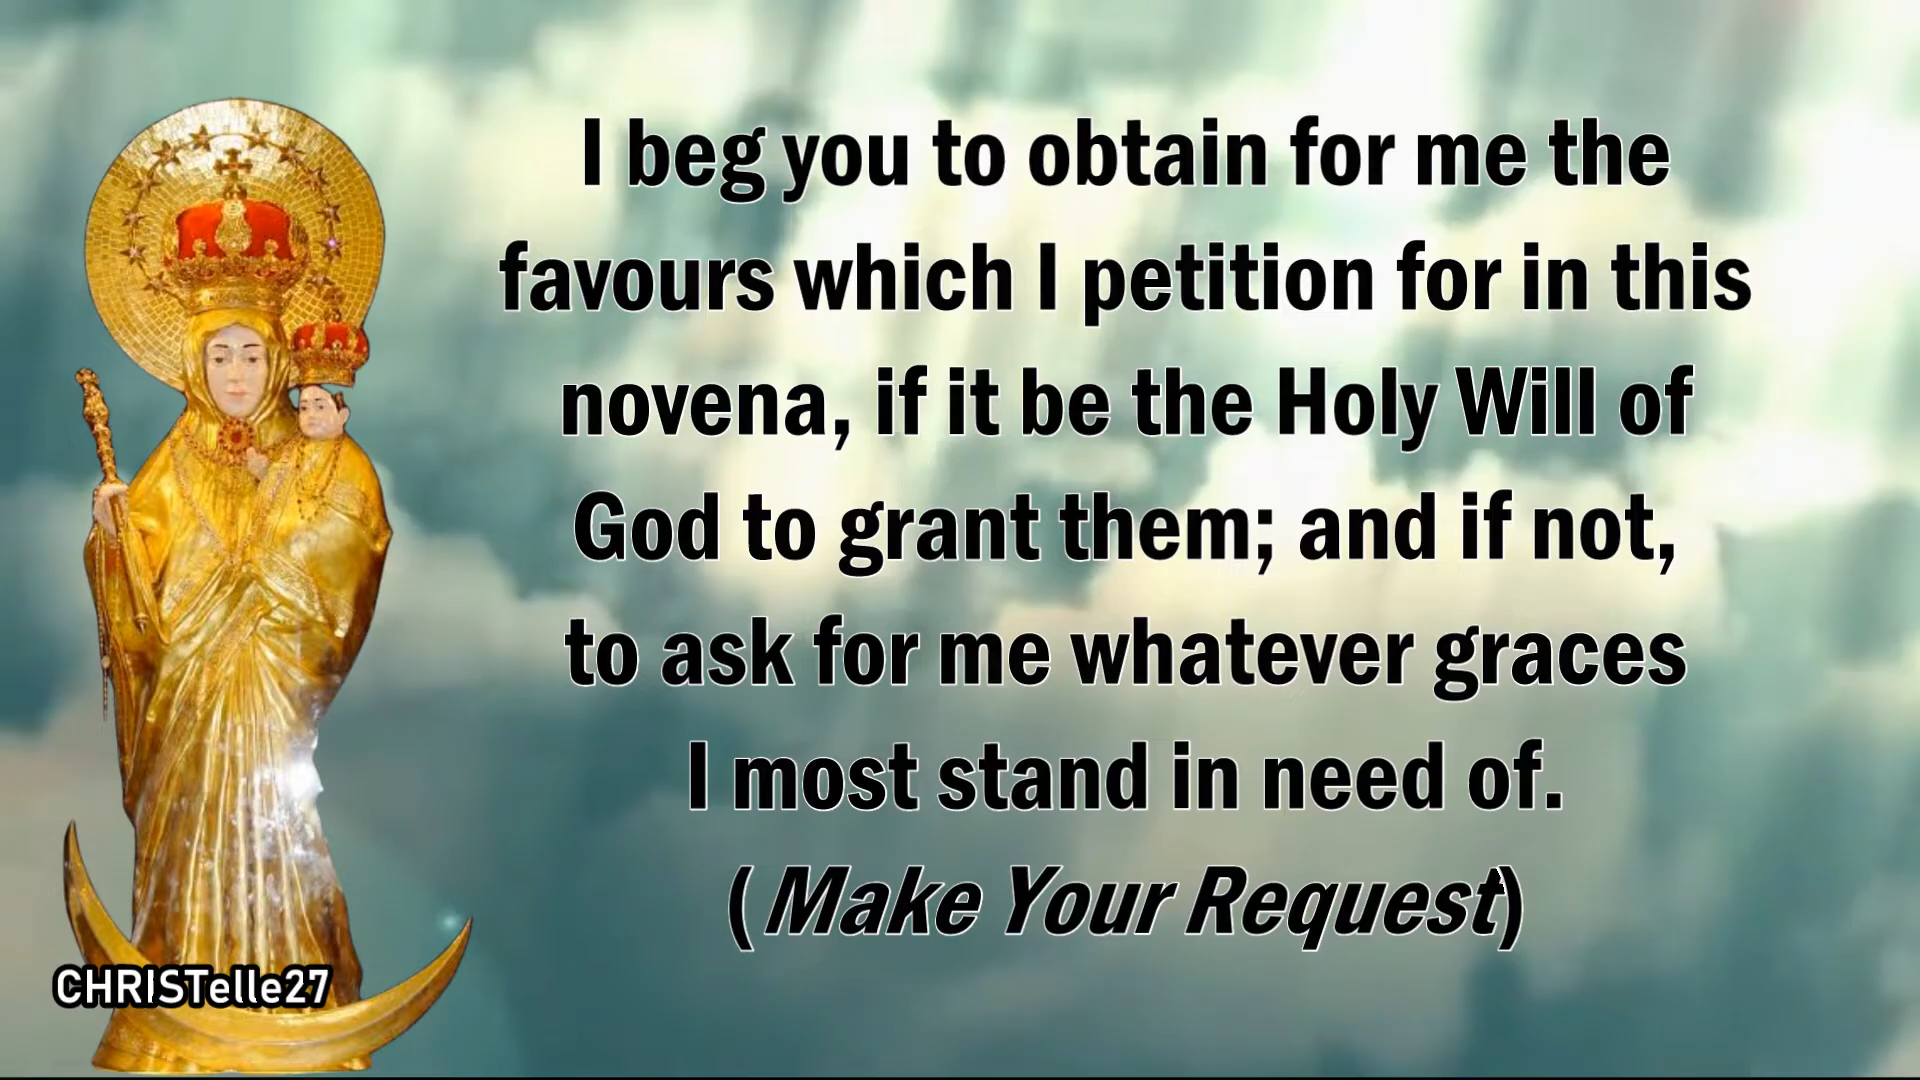 I beg you to obtain for me the
favours which I petition for in this
novena, if it be the Holy Will of
God to grant them; and if not,
to ask for me whatever graces
I most stand in need of.
(Make Your Request)
CHRISTelle27